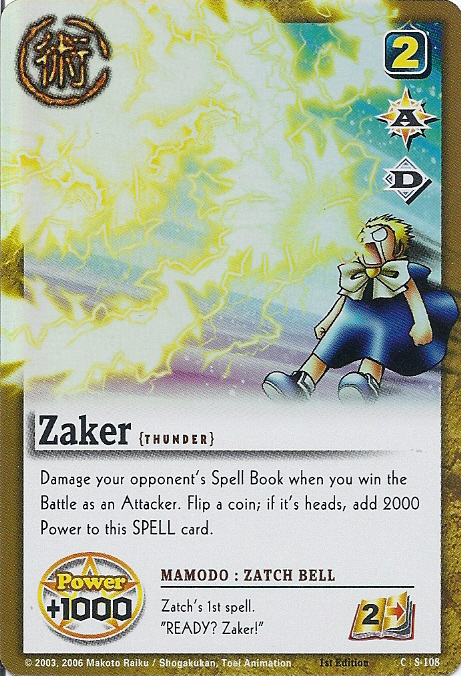 術
2
A
D
Zaker {THUNDER}
Damage your opponent's Spell Book when you win the
Battle as an Attacker. Flip a coin; if it's heads, add 2000
Power to this SPELL card.
Power
+1000
MAMODO : ZATCH BELL
Zatch's 1st spell.
"READY? Zaker!"
2
© 2003, 2006 Makoto Raiku / Shogakukan, Toei Animation 1st Edition C | S-108